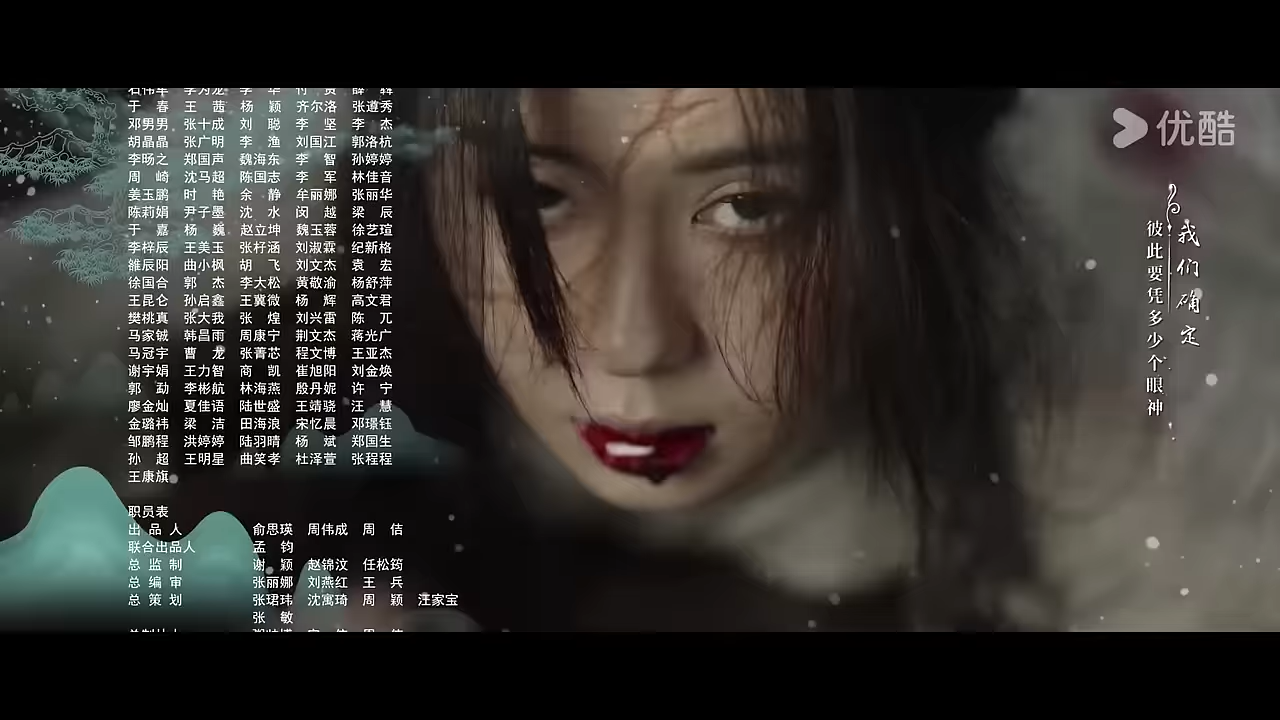 于 春 王 茜 杨 颖 齐尔洛 张遵秀
邓男男 张十成 刘 聪 李 坚 李 杰
胡晶晶 张广明 李 渔 刘国江 郭洛杭
李旸之 郑国声 魏海东 李 智 孙婷婷
周 崎 沈马超 陈国志 李 军 林佳音
姜玉鹏 时 艳 余 静 牟丽娜 张丽华
陈莉娟 尹子墨 沈 水 闵 越 梁 辰
于 嘉 杨 巍 赵立坤 魏玉蓉 徐艺瑄
李梓辰 王美玉 张籽涵 刘淑霖 纪新格
雒辰阳 曲小枫 胡 飞 刘文杰 袁 宏
徐国合 郭 杰 李大松 黄敬渝 杨舒萍
王昆仑 孙启鑫 王冀微 杨 辉 高文君
樊桃真 张大我 张 煌 刘兴雷 陈 兀
马家钺 韩昌雨 周康宁 荆文杰 蒋光广
马冠宇 曹 龙 张菁芯 程文博 王亚杰
谢宇娟 王力智 商 凯 崔旭阳 刘金焕
郭 勐 李彬航 林海燕 殷丹妮 许 宁
廖金灿 夏佳语 陆世盛 王靖骁 汪 慧
金璐祎 梁 洁 田海浪 宋忆晨 邓璟钰
邹鹏程 洪婷婷 陆羽晴 杨 斌 郑国生
孙 超 王明星 曲笑孝 杜泽萱 张程程
王康旗
职员表
出 品 人 俞思瑛 周伟成 周 佶
联合出品人 孟 钧
总 监 制 谢 颖 赵锦汶 任松筠
总 编 审 张丽娜 刘燕红 王 兵
总 策 划 张珺玮 沈寓琦 周 颖 汪家宝
张 敏
优酷
我们确定
彼此要凭多少个眼神